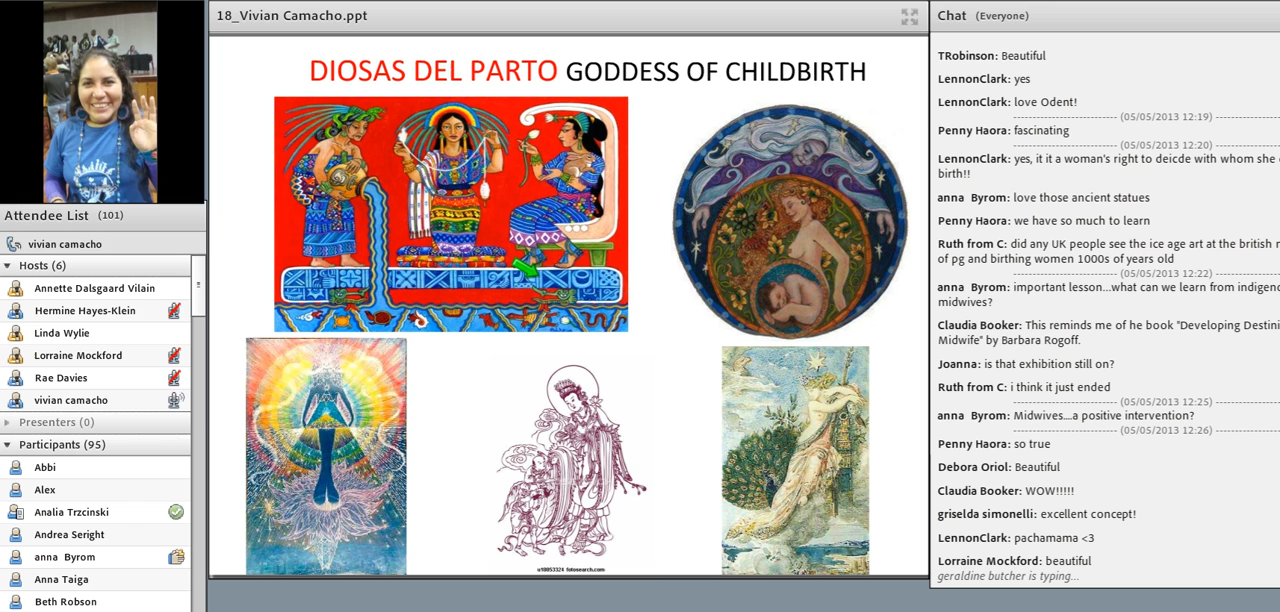 18_Vivian Camacho.ppt
DIOSAS DEL PARTO GODDESS OF CHILDBIRTH
u18953324 fotosearch.com
Attendee List (101)
vivian camacho
Hosts (6)
Annette Dalsgaard Vilain
Hermine Hayes-Klein
Linda Wylie
Lorraine Mockford
Rae Davies
vivian camacho
Presenters (0)
Participants (95)
Abbi
Alex
Analia Trzcinski
Andrea Seright
anna Byrom
Anna Taiga
Beth Robson
Chat (Everyone)
TRobinson: Beautiful
LennonClark: yes
LennonClark: love Odent!
(05/05/2013 12:19)
Penny Haora: fascinating
(05/05/2013 12:20)
LennonClark: yes, it it a woman's right to deicde with whom she
birth!!
anna Byrom: love those ancient statues
Penny Haora: we have so much to learn
Ruth from C: did any UK people see the ice age art at the british
of pg and birthing women 1000s of years old
(05/05/2013 12:22)
anna Byrom: important lesson...what can we learn from indigen
midwives?
Claudia Booker: This reminds me of he book "Developing Destini
Midwife" by Barbara Rogoff.
Joanna: is that exhibition still on?
Ruth from C: i think it just ended
(05/05/2013 12:25)
anna Byrom: Midwives....a positive intervention?
(05/05/2013 12:26)
Penny Haora: so true
Debora Oriol: Beautiful
Claudia Booker: WOW!!!!!
griselda simonelli: excellent concept!
LennonClark: pachamama <3
Lorraine Mockford: beautiful
geraldine butcher is typing...